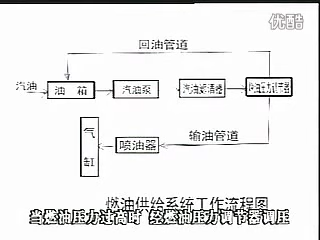 优酷
回油管道
汽油
油箱
汽油泵
汽油滤清器
燃油压力调节器
气缸
喷油器
输油管道
燃油供给系统工作流程图
当燃油压力过高时 经燃油压力调节器调压